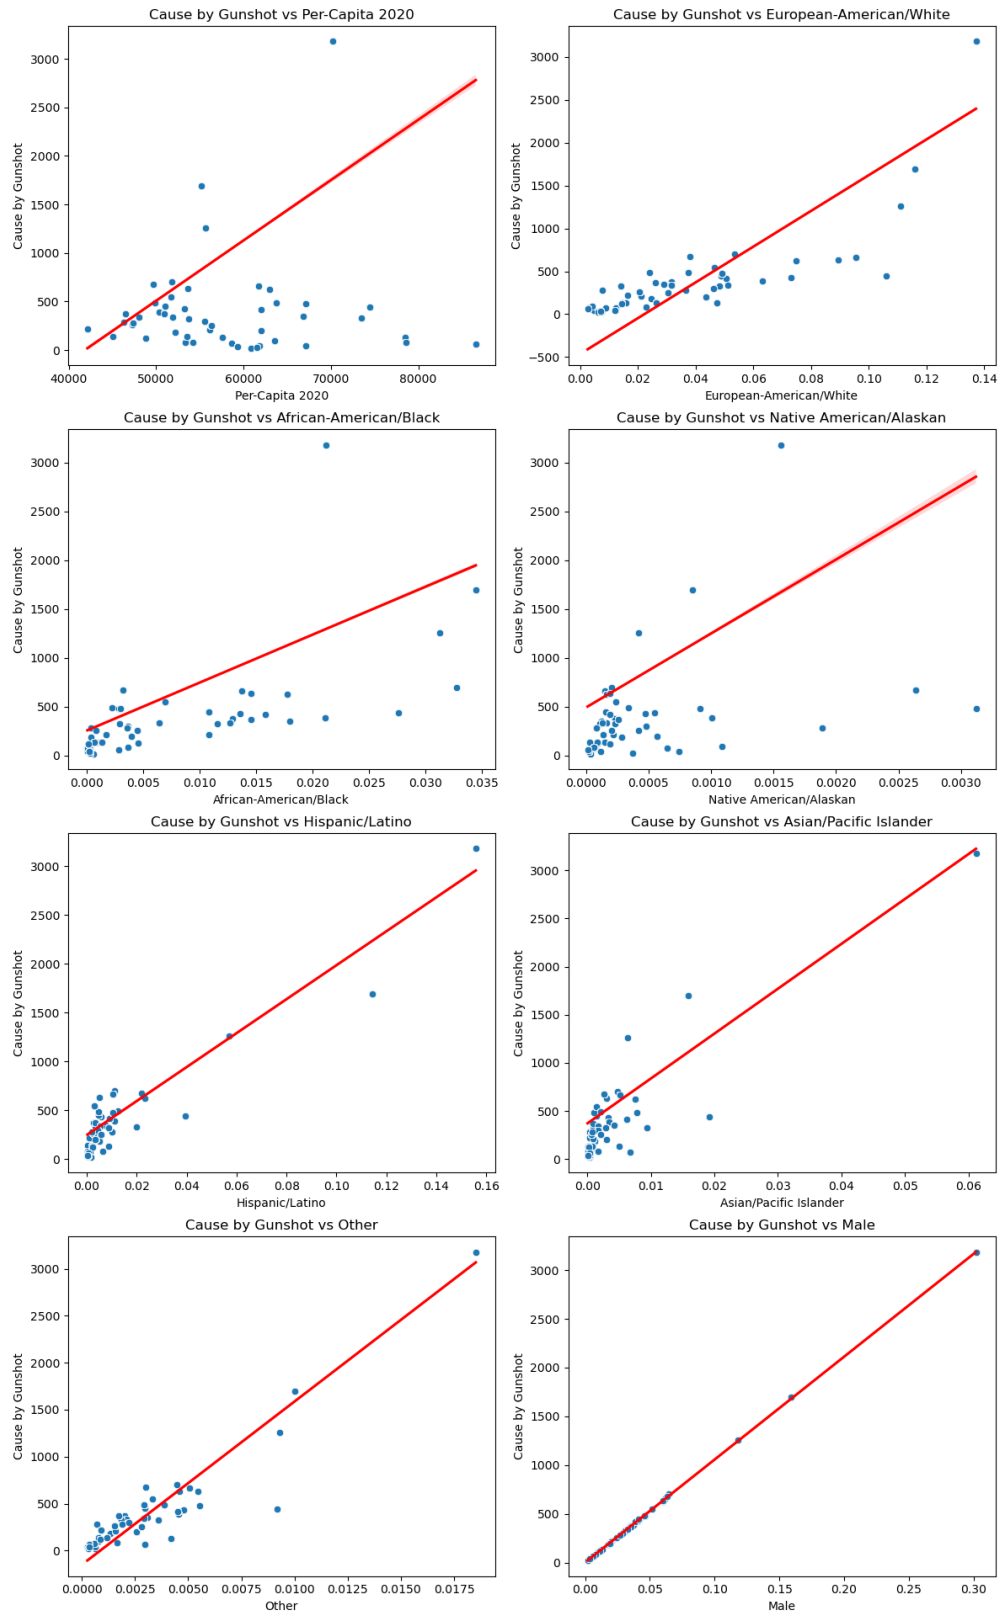 Cause by Gunshot vs Per-Capita 2020
Cause by Gunshot
3000
2500
2000
1500
1000
500
0
40000 50000 60000 70000 80000
Per-Capita 2020
Cause by Gunshot vs European-American/White
Cause by Gunshot
3000
2500
2000
1500
1000
500
0
−500
0.00 0.02 0.04 0.06 0.08 0.10 0.12 0.14
European-American/White
Cause by Gunshot vs African-American/Black
Cause by Gunshot
3000
2500
2000
1500
1000
500
0
0.000 0.005 0.010 0.015 0.020 0.025 0.030 0.035
African-American/Black
Cause by Gunshot vs Native American/Alaskan
Cause by Gunshot
3000
2500
2000
1500
1000
500
0
0.0000 0.0005 0.0010 0.0015 0.0020 0.0025 0.0030
Native American/Alaskan
Cause by Gunshot vs Hispanic/Latino
Cause by Gunshot
3000
2500
2000
1500
1000
500
0
0.00 0.02 0.04 0.06 0.08 0.10 0.12 0.14 0.16
Hispanic/Latino
Cause by Gunshot vs Asian/Pacific Islander
Cause by Gunshot
3000
2500
2000
1500
1000
500
0
0.00 0.01 0.02 0.03 0.04 0.05 0.06
Asian/Pacific Islander
Cause by Gunshot vs Other
Cause by Gunshot
3000
2500
2000
1500
1000
500
0
0.0000 0.0025 0.0050 0.0075 0.0100 0.0125 0.0150 0.0175
Other
Cause by Gunshot vs Male
Cause by Gunshot
3000
2500
2000
1500
1000
500
0
0.00 0.05 0.10 0.15 0.20 0.25 0.30
Male